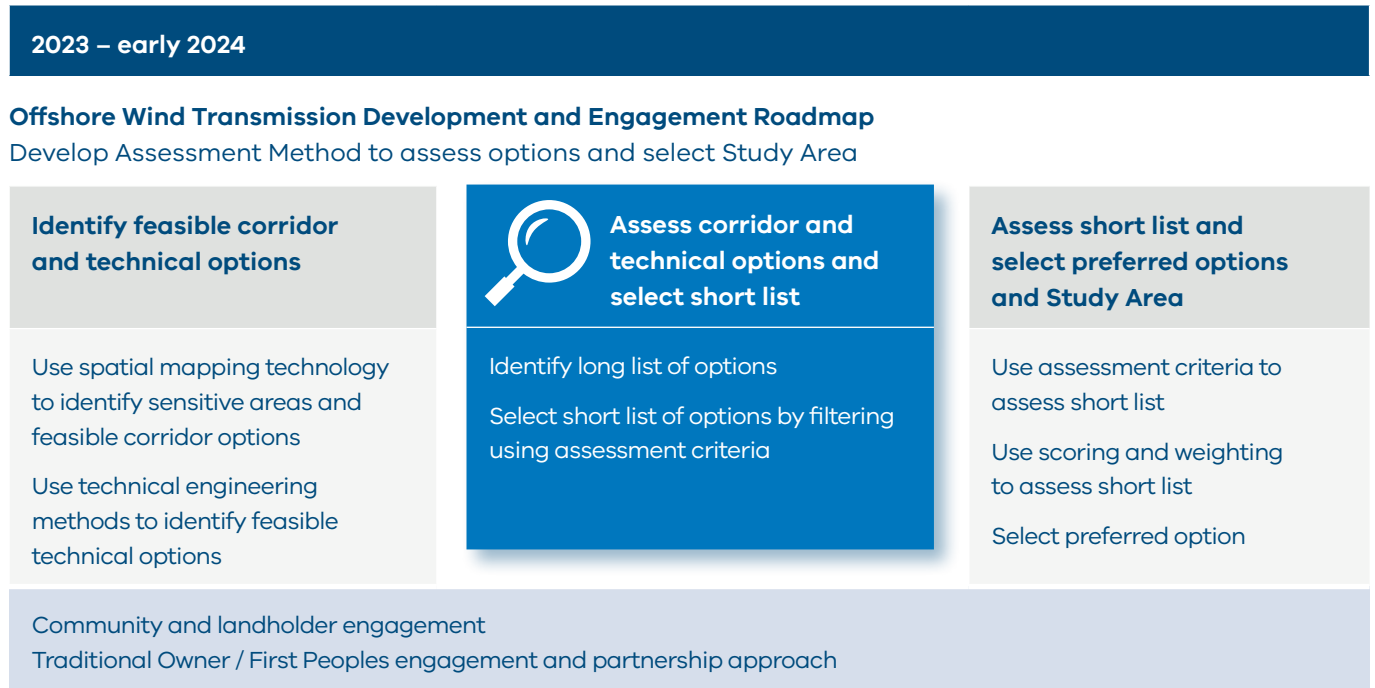 2023 – early 2024
Offshore Wind Transmission Development and Engagement Roadmap
Develop Assessment Method to assess options and select Study Area
Identify feasible corridor
and technical options
Use spatial mapping technology
to identify sensitive areas and
feasible corridor options
Use technical engineering
methods to identify feasible
technical options
Assess corridor and
technical options and
select short list
Identify long list of options
Select short list of options by filtering
using assessment criteria
Assess short list and
select preferred options
and Study Area
Use assessment criteria to
assess short list
Use scoring and weighting
to assess short list
Select preferred option
Community and landholder engagement
Traditional Owner / First Peoples engagement and partnership approach